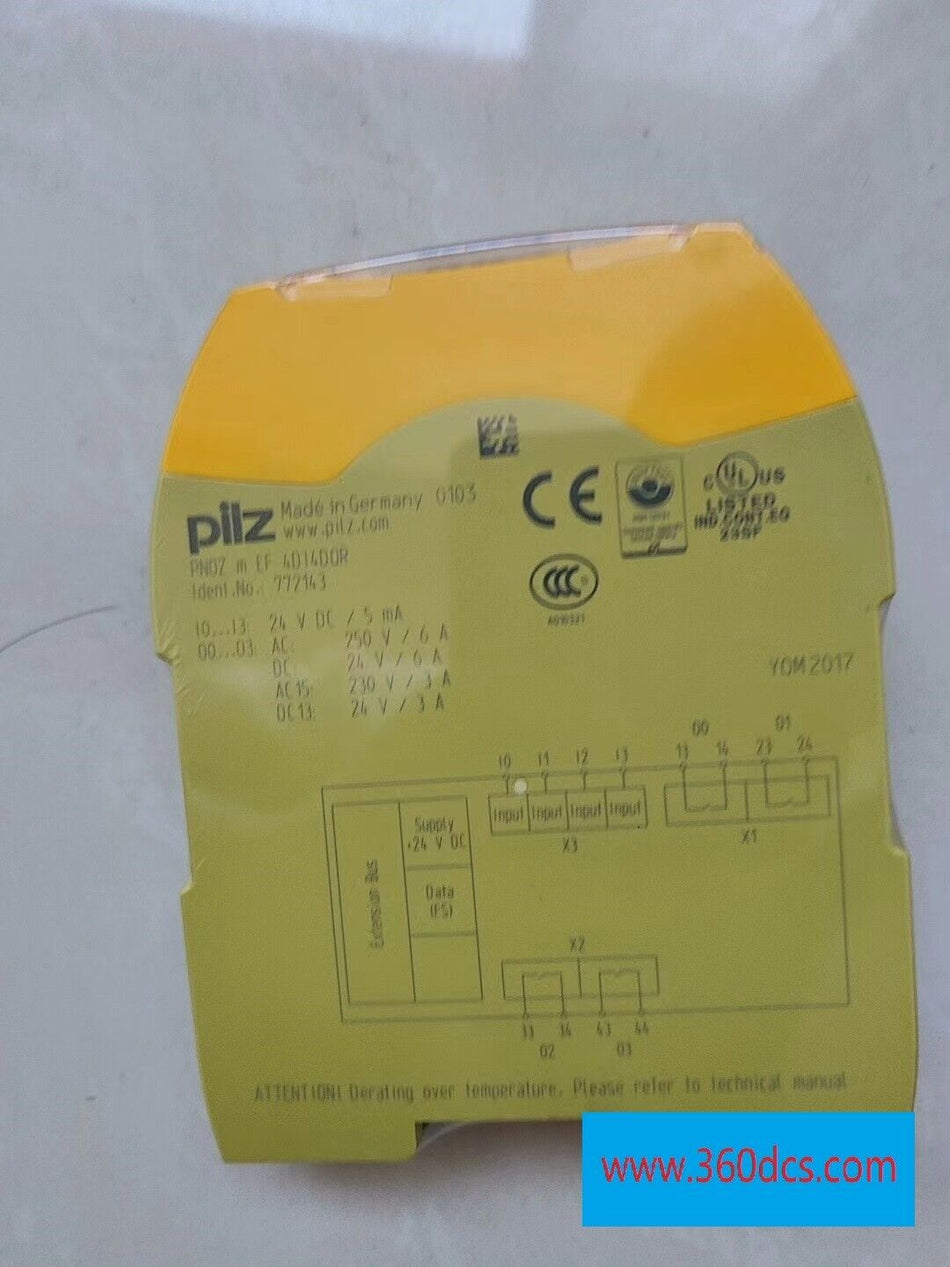 pilz Made in Germany 0103
www.pilz.com
PNOZ m EF 4DI4DOR
Ident.No.: 772143
I0...I3: 24 V DC / 5 mA
O0...O3: AC: 250 V / 6 A
DC: 24 V / 6 A
AC15: 230 V / 3 A
DC13: 24 V / 3 A
CE
C UL US
LISTED
IND.CONT.EQ
CCC
A010321
YOM 2017
O0 O1
I0 I1 I2 I3 13 14 23 24
Input Input Input Input
X3 X1
Supply
+24 V DC
Extension Bus
Data
(FS)
X2
33 34 43 44
O2 O3
ATTENTION! Derating over temperature, Please refer to technical manual
www.360dcs.com